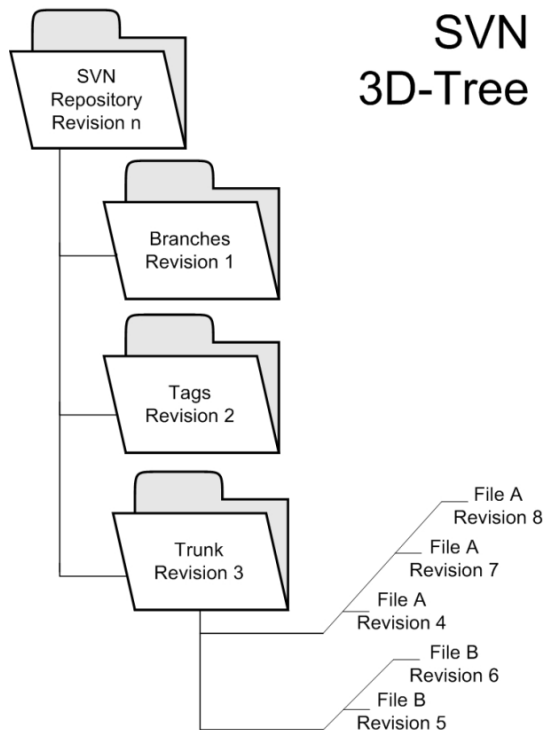 SVN
3D-Tree
SVN
Repository
Revision n
Branches
Revision 1
Tags
Revision 2
Trunk
Revision 3
File A
Revision 8
File A
Revision 7
File A
Revision 4
File B
Revision 6
File B
Revision 5